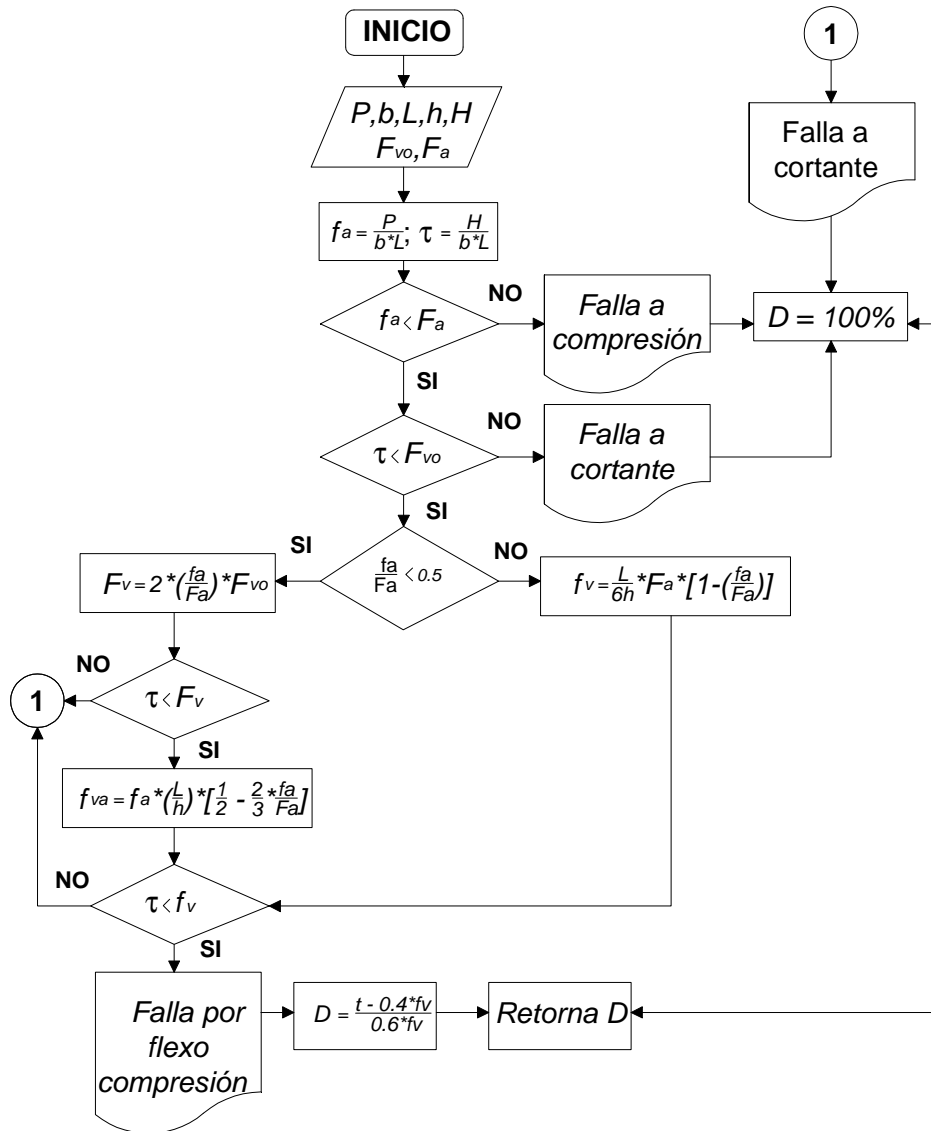 INICIO
1
P,b,L,h,H
Fvo,Fa
Falla a
cortante
fa = P/b*L; τ = H/b*L
NO
fa < Fa
Falla a
compresión
D = 100%
SI
NO
τ < Fvo
Falla a
cortante
SI
SI
fa/Fa < 0.5
NO
Fv = 2*(fa/Fa)*Fvo
fv = L/6h*Fa*[1-(fa/Fa)]
NO
1
τ < Fv
SI
fva = fa*(L/h)*[1/2 - 2/3*fa/Fa]
NO
τ < fv
SI
Falla por
flexo
compresión
D = t - 0.4*fv/0.6*fv
Retorna D